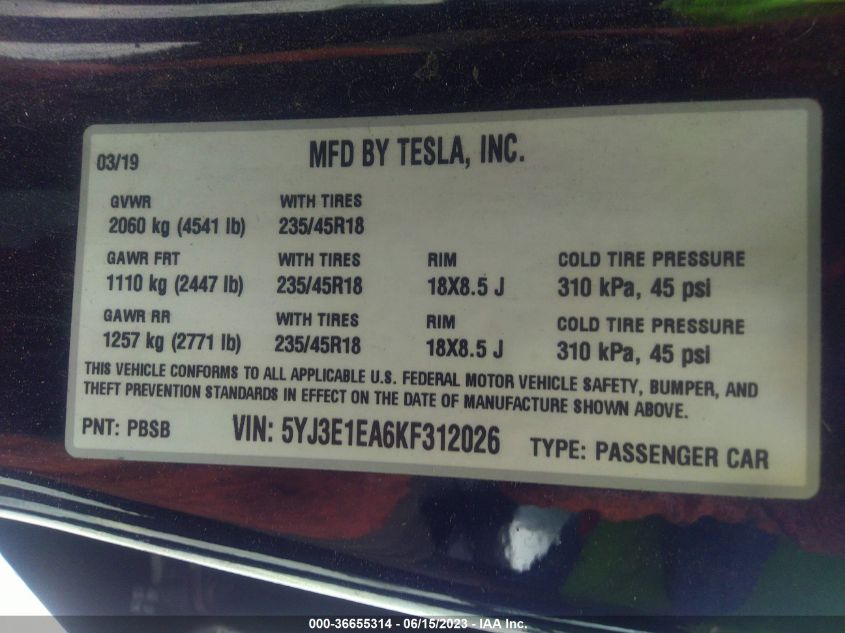 03/19 MFD BY TESLA, INC.
GVWR WITH TIRES
2060 kg (4541 lb) 235/45R18
GAWR FRT WITH TIRES RIM COLD TIRE PRESSURE
1110 kg (2447 lb) 235/45R18 18X8.5 J 310 kPa, 45 psi
GAWR RR WITH TIRES RIM COLD TIRE PRESSURE
1257 kg (2771 lb) 235/45R18 18X8.5 J 310 kPa, 45 psi
THIS VEHICLE CONFORMS TO ALL APPLICABLE U.S. FEDERAL MOTOR VEHICLE SAFETY, BUMPER, AND
THEFT PREVENTION STANDARDS IN EFFECT ON THE DATE OF MANUFACTURE SHOWN ABOVE.
PNT: PBSB VIN: 5YJ3E1EA6KF312026 TYPE: PASSENGER CAR
000-36655314 - 06/15/2023 - IAA Inc.